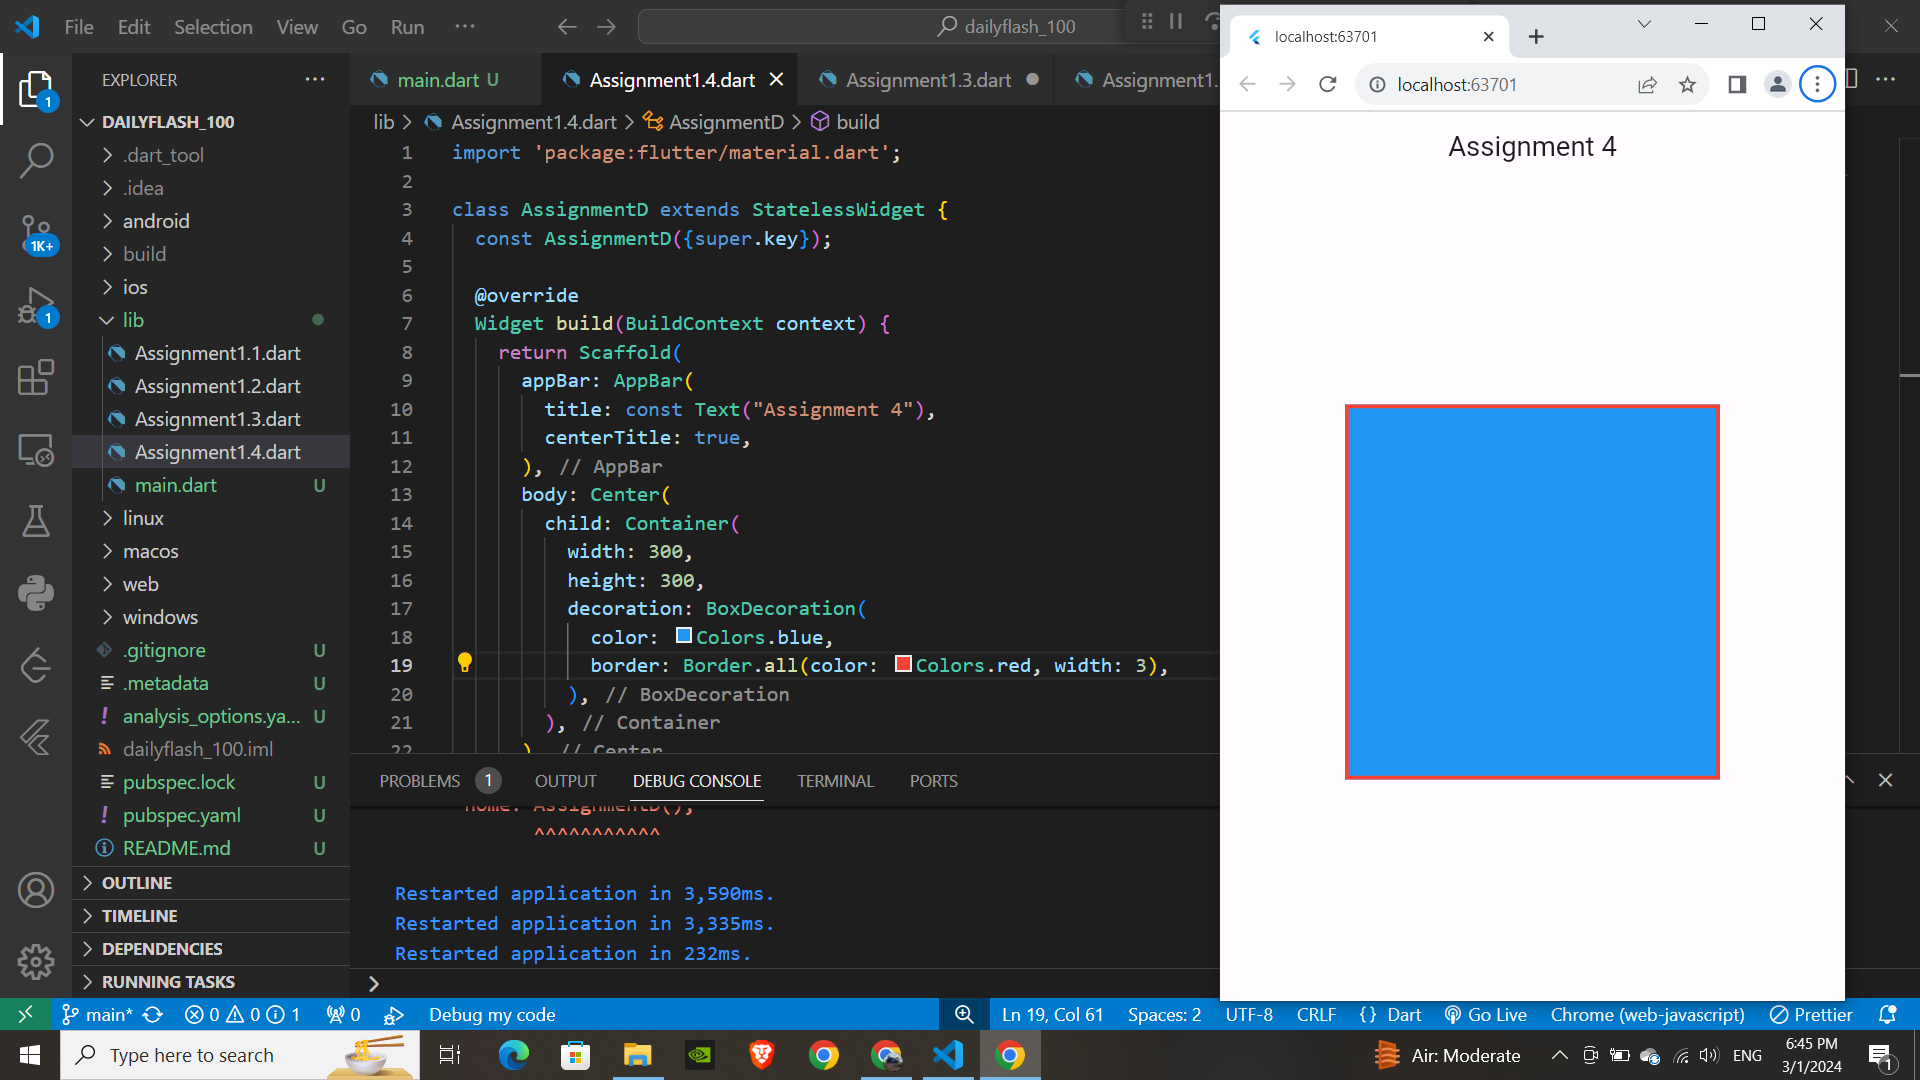 File Edit Selection View Go Run ··· dailyflash_100
EXPLORER
DAILYFLASH_100
.dart_tool
.idea
android
build
ios
lib
Assignment1.1.dart
Assignment1.2.dart
Assignment1.3.dart
Assignment1.4.dart
main.dart U
linux
macos
web
windows
.gitignore U
.metadata U
analysis_options.ya... U
dailyflash_100.iml
pubspec.lock U
pubspec.yaml U
README.md U
OUTLINE
TIMELINE
DEPENDENCIES
RUNNING TASKS
1
1K+
1
main.dart U Assignment1.4.dart Assignment1.3.dart Assignment1.
lib > Assignment1.4.dart > AssignmentD > build
1 import 'package:flutter/material.dart';
2
3 class AssignmentD extends StatelessWidget {
4 const AssignmentD({super.key});
5
6 @override
7 Widget build(BuildContext context) {
8 return Scaffold(
9 appBar: AppBar(
10 title: const Text("Assignment 4"),
11 centerTitle: true,
12 ), // AppBar
13 body: Center(
14 child: Container(
15 width: 300,
16 height: 300,
17 decoration: BoxDecoration(
18 color: Colors.blue,
19 border: Border.all(color: Colors.red, width: 3),
20 ), // BoxDecoration
21 ), // Container
22 ), // Center
PROBLEMS 1 OUTPUT DEBUG CONSOLE TERMINAL PORTS
home: AssignmentD(),
^^^^^^^^^^^
Restarted application in 3,590ms.
Restarted application in 3,335ms.
Restarted application in 232ms.
>
localhost:63701
localhost:63701
Assignment 4
main* 0 0 1 0 Debug my code Ln 19, Col 61 Spaces: 2 UTF-8 CRLF {} Dart Go Live Chrome (web-javascript) Prettier
Type here to search
Air: Moderate ENG 6:45 PM
3/1/2024
1